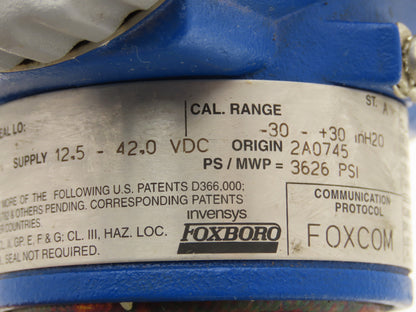 ST. A
CAL. RANGE
EAL LO:
-30 - +30 inH20
SUPPLY 12.5 - 42.0 VDC
ORIGIN 2A0745
PS / MWP = 3626 PSI
MORE OF THE FOLLOWING U.S. PATENTS D366,000;
& OTHERS PENDING. CORRESPONDING PATENTS
COUNTRIES.
invensys
FOXBORO
COMMUNICATION
PROTOCOL
FOXCOM
GP. E, F & G; CL. III, HAZ. LOC.
SEAL NOT REQUIRED.